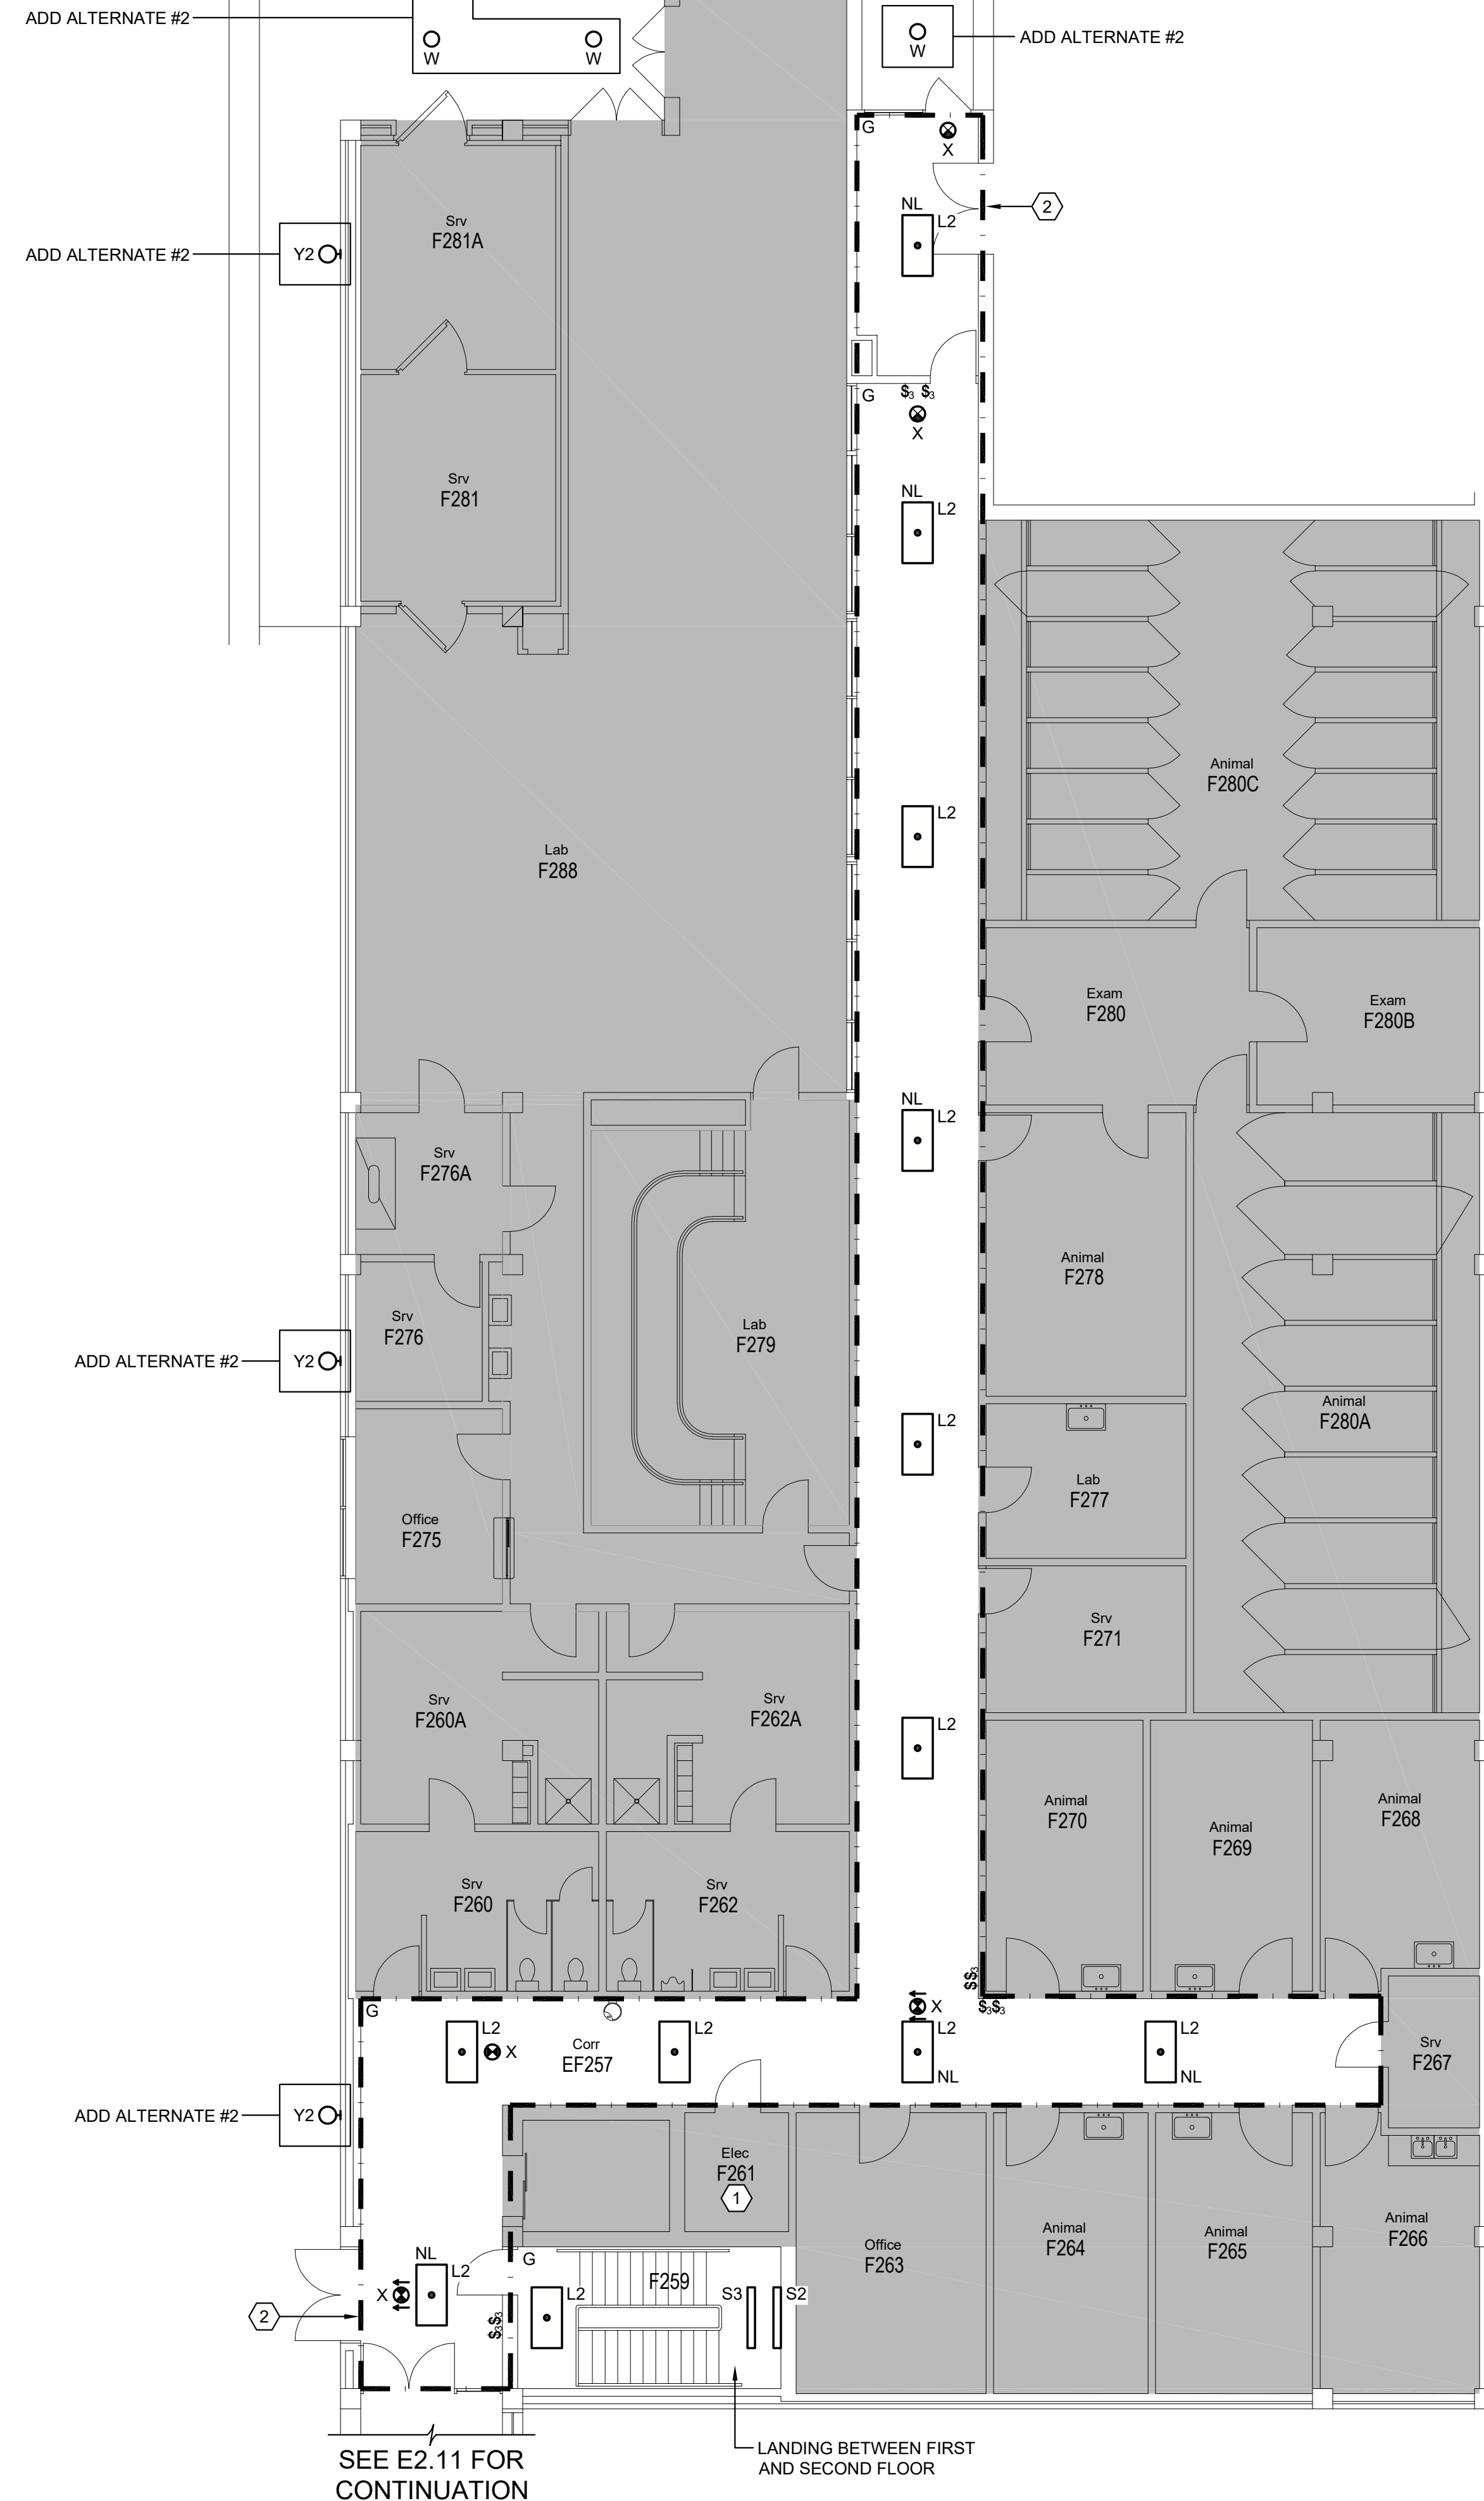 ADD ALTERNATE #2
W
W
W
ADD ALTERNATE #2
G
X
2
NL
L2
Srv
F281A
ADD ALTERNATE #2
Y2
G
$3 $3
X
Srv
F281
NL
L2
Animal
F280C
L2
Lab
F288
Exam
F280
Exam
F280B
NL
L2
Srv
F276A
Animal
F278
Srv
F276
Lab
F279
ADD ALTERNATE #2
Y2
Animal
F280A
L2
Lab
F277
Office
F275
Srv
F271
Srv
F260A
Srv
F262A
L2
Animal
F270
Animal
F269
Animal
F268
Srv
F260
Srv
F262
$$3
G
X
$3$3
L2
X
Corr
EF257
L2
L2
NL
L2
NL
Srv
F267
ADD ALTERNATE #2
Y2
Elec
F261
1
Office
F263
Animal
F264
Animal
F265
Animal
F266
NL
L2
X
G
L2
F259
S3
S2
2
$3$3
LANDING BETWEEN FIRST
AND SECOND FLOOR
SEE E2.11 FOR
CONTINUATION